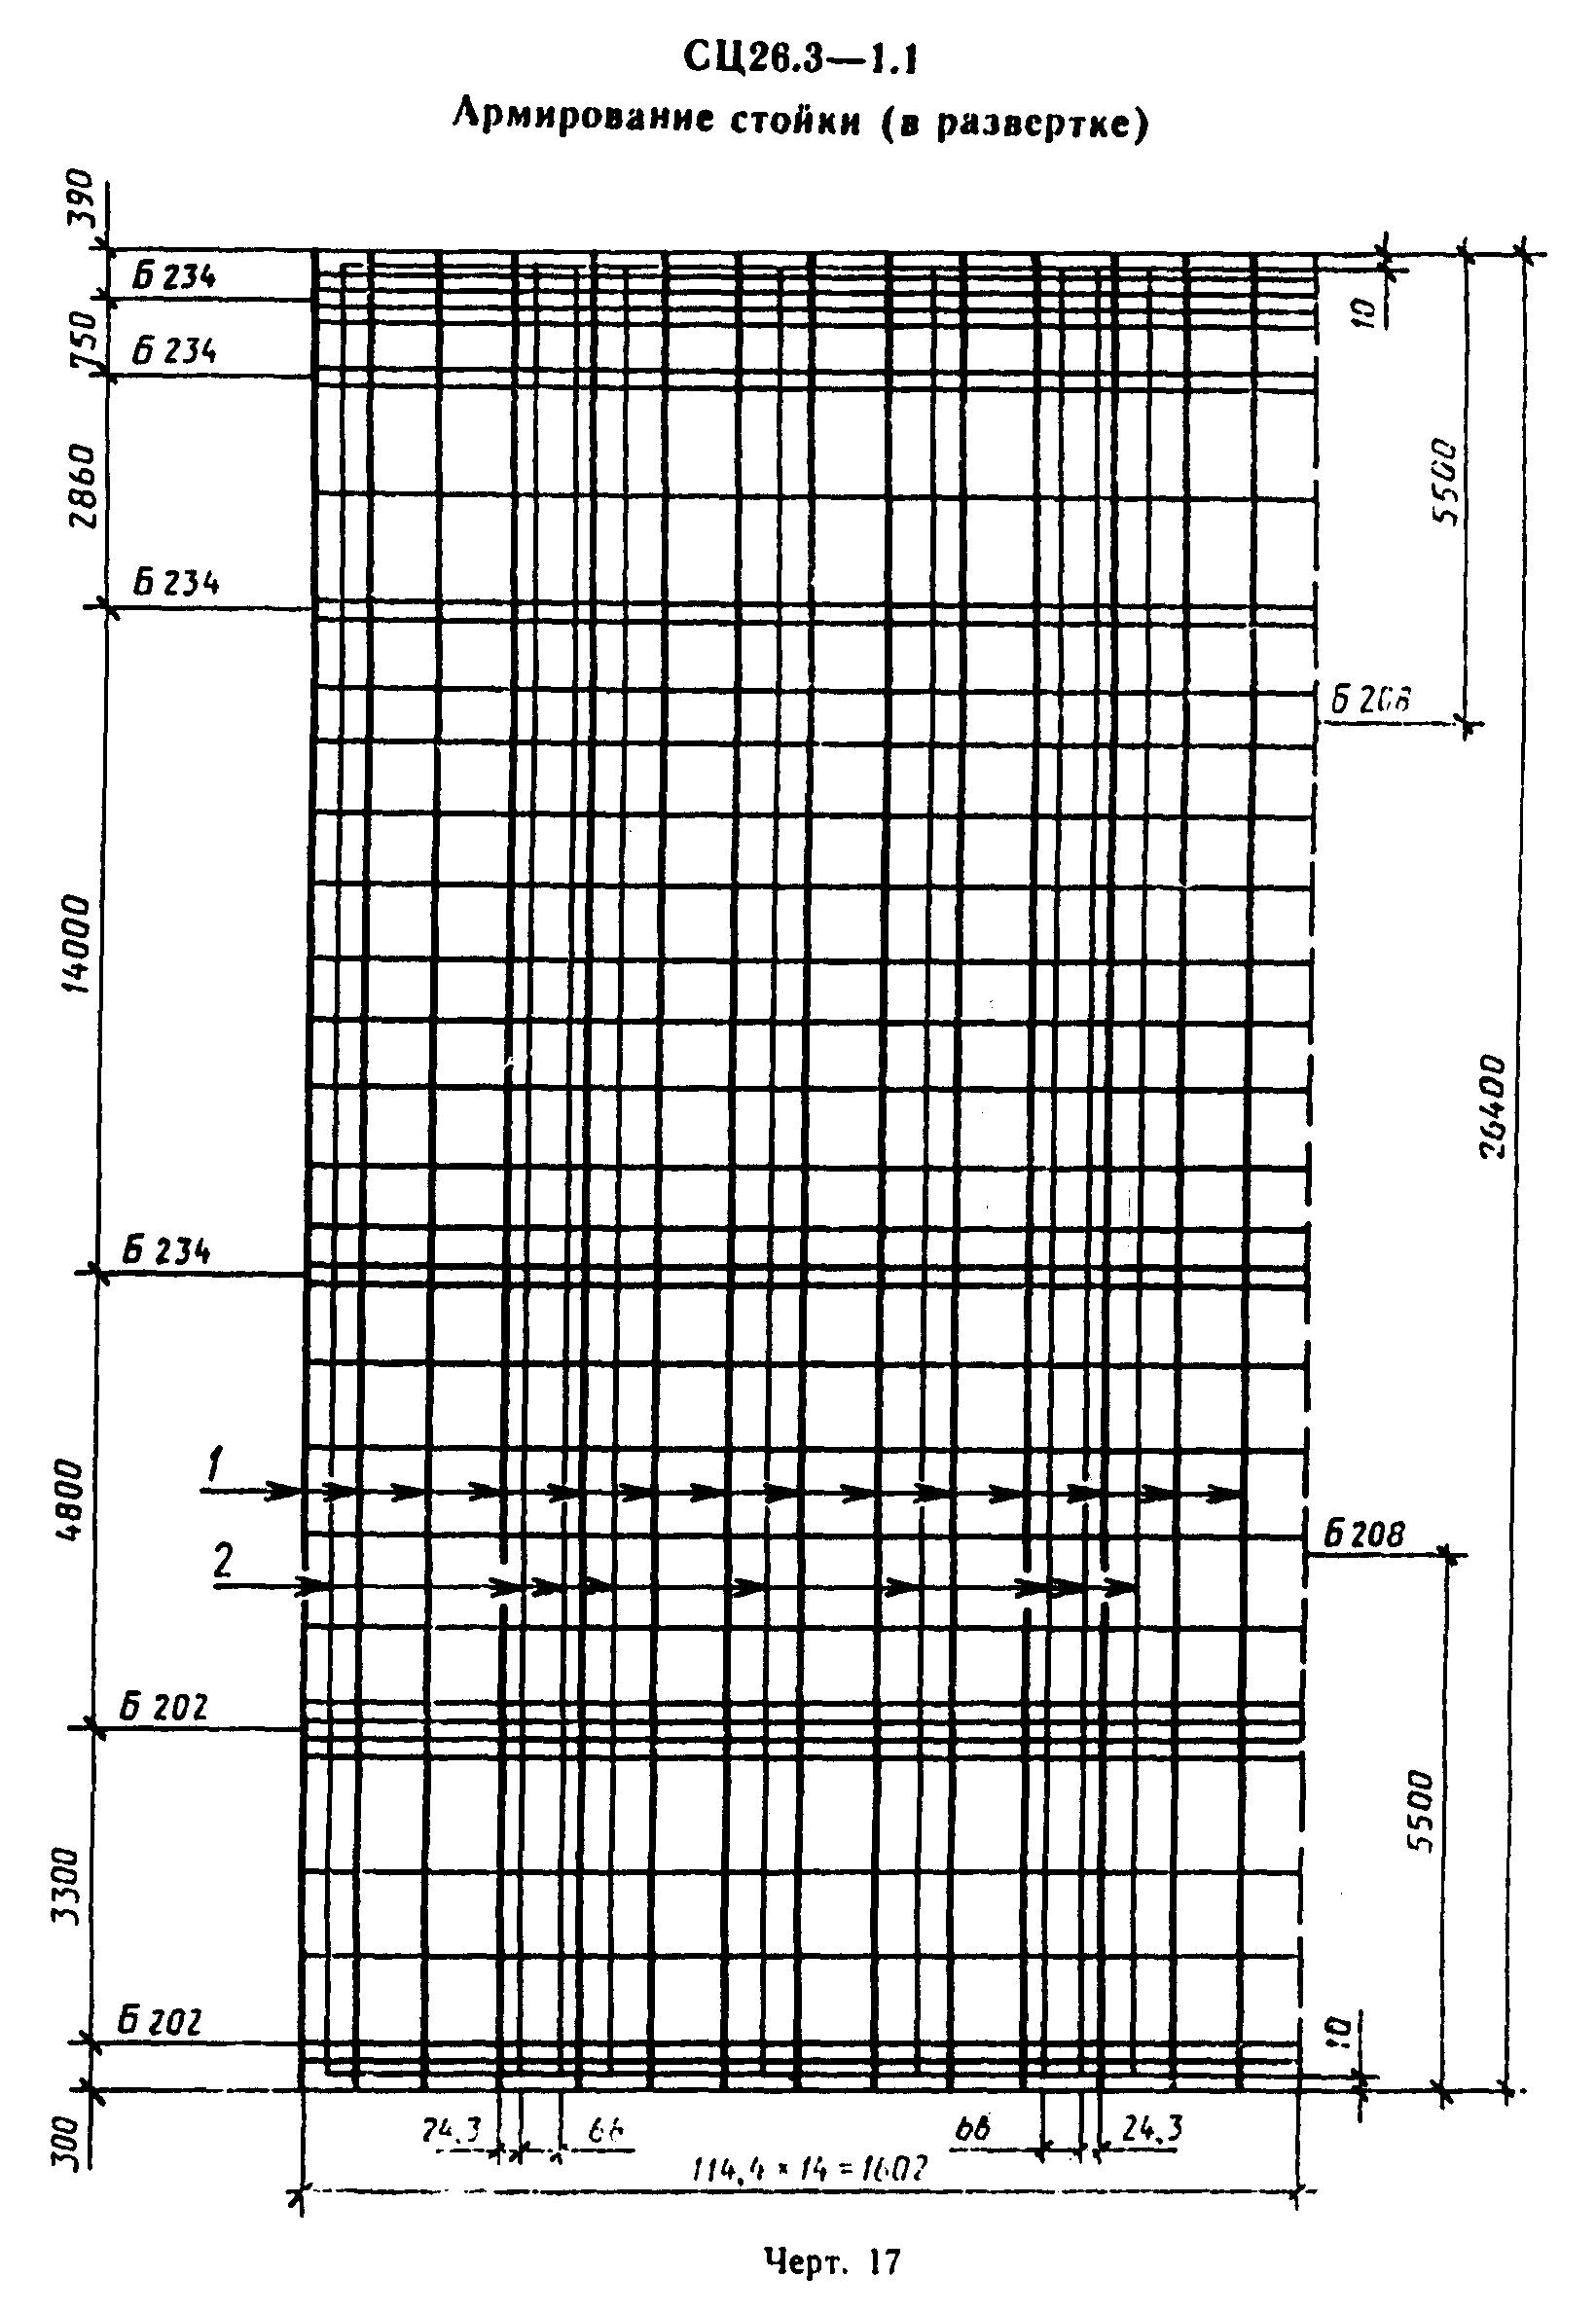 СЦ26.3—1.1
Армирование стойки (в развертке)
390
Б 234
750
Б 234
10
2860
5500
Б 234
Б 208
14000
26400
Б 234
1
4800
Б 208
2
Б 202
5500
3300
Б 202
10
300
24.3
66
66
24.3
114,4 × 14 = 1602
Черт. 17